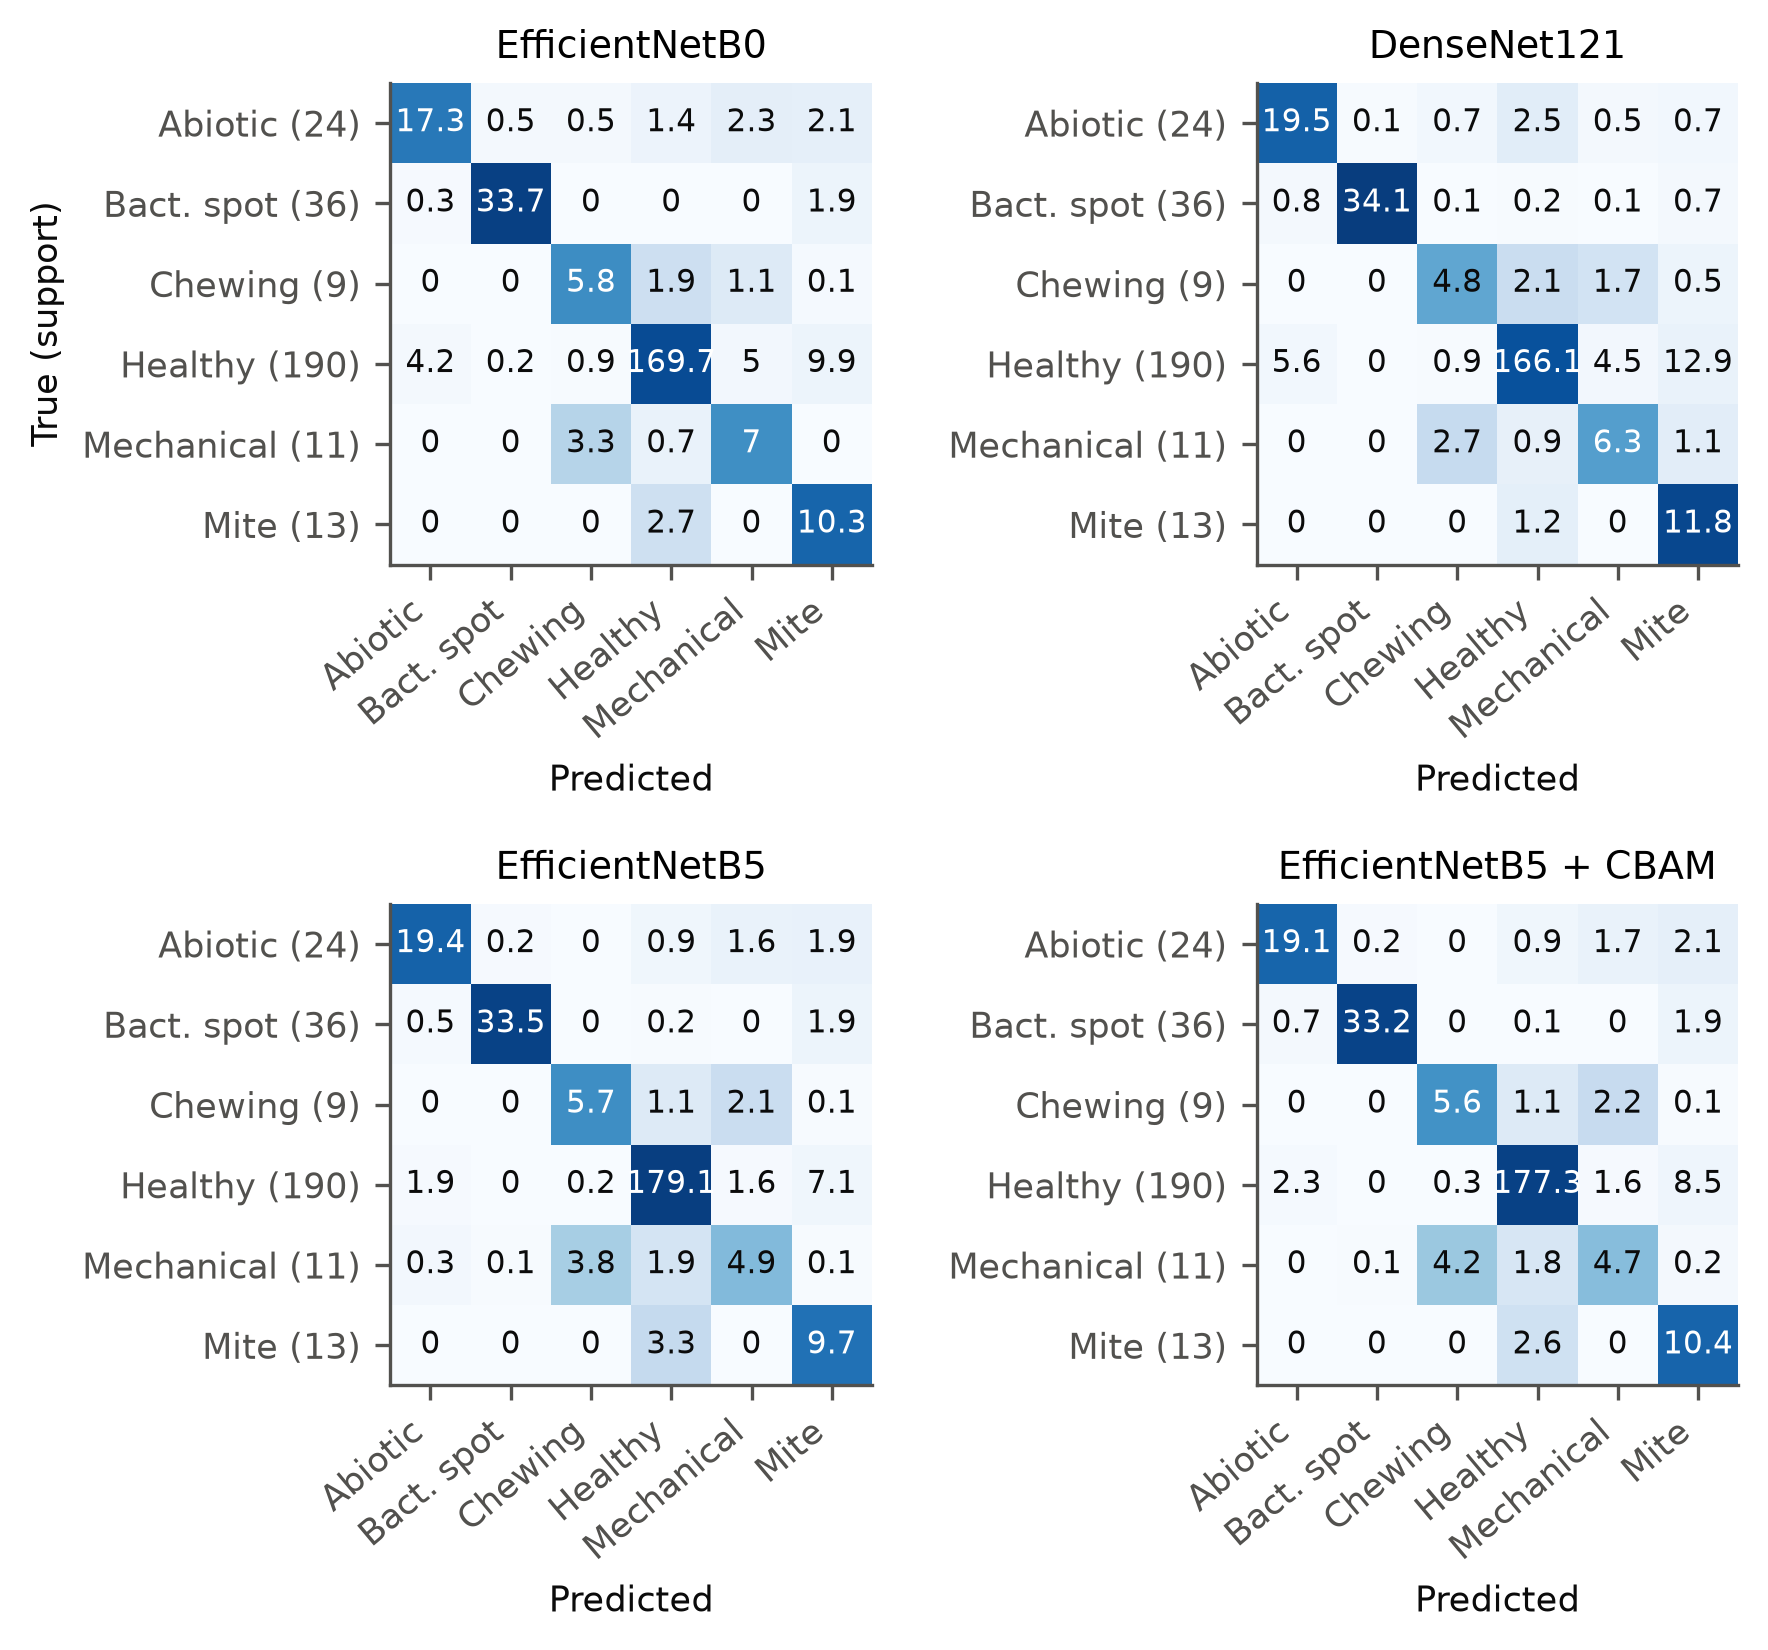 EfficientNetB0
True (support)
Abiotic (24) 17.3 0.5 0.5 1.4 2.3 2.1
Bact. spot (36) 0.3 33.7 0 0 0 1.9
Chewing (9) 0 0 5.8 1.9 1.1 0.1
Healthy (190) 4.2 0.2 0.9 169.7 5 9.9
Mechanical (11) 0 0 3.3 0.7 7 0
Mite (13) 0 0 0 2.7 0 10.3
Abiotic Bact. spot Chewing Healthy Mechanical Mite
Predicted
DenseNet121
Abiotic (24) 19.5 0.1 0.7 2.5 0.5 0.7
Bact. spot (36) 0.8 34.1 0.1 0.2 0.1 0.7
Chewing (9) 0 0 4.8 2.1 1.7 0.5
Healthy (190) 5.6 0 0.9 166.1 4.5 12.9
Mechanical (11) 0 0 2.7 0.9 6.3 1.1
Mite (13) 0 0 0 1.2 0 11.8
Abiotic Bact. spot Chewing Healthy Mechanical Mite
Predicted
EfficientNetB5
Abiotic (24) 19.4 0.2 0 0.9 1.6 1.9
Bact. spot (36) 0.5 33.5 0 0.2 0 1.9
Chewing (9) 0 0 5.7 1.1 2.1 0.1
Healthy (190) 1.9 0 0.2 179.1 1.6 7.1
Mechanical (11) 0.3 0.1 3.8 1.9 4.9 0.1
Mite (13) 0 0 0 3.3 0 9.7
Abiotic Bact. spot Chewing Healthy Mechanical Mite
Predicted
EfficientNetB5 + CBAM
Abiotic (24) 19.1 0.2 0 0.9 1.7 2.1
Bact. spot (36) 0.7 33.2 0 0.1 0 1.9
Chewing (9) 0 0 5.6 1.1 2.2 0.1
Healthy (190) 2.3 0 0.3 177.3 1.6 8.5
Mechanical (11) 0 0.1 4.2 1.8 4.7 0.2
Mite (13) 0 0 0 2.6 0 10.4
Abiotic Bact. spot Chewing Healthy Mechanical Mite
Predicted